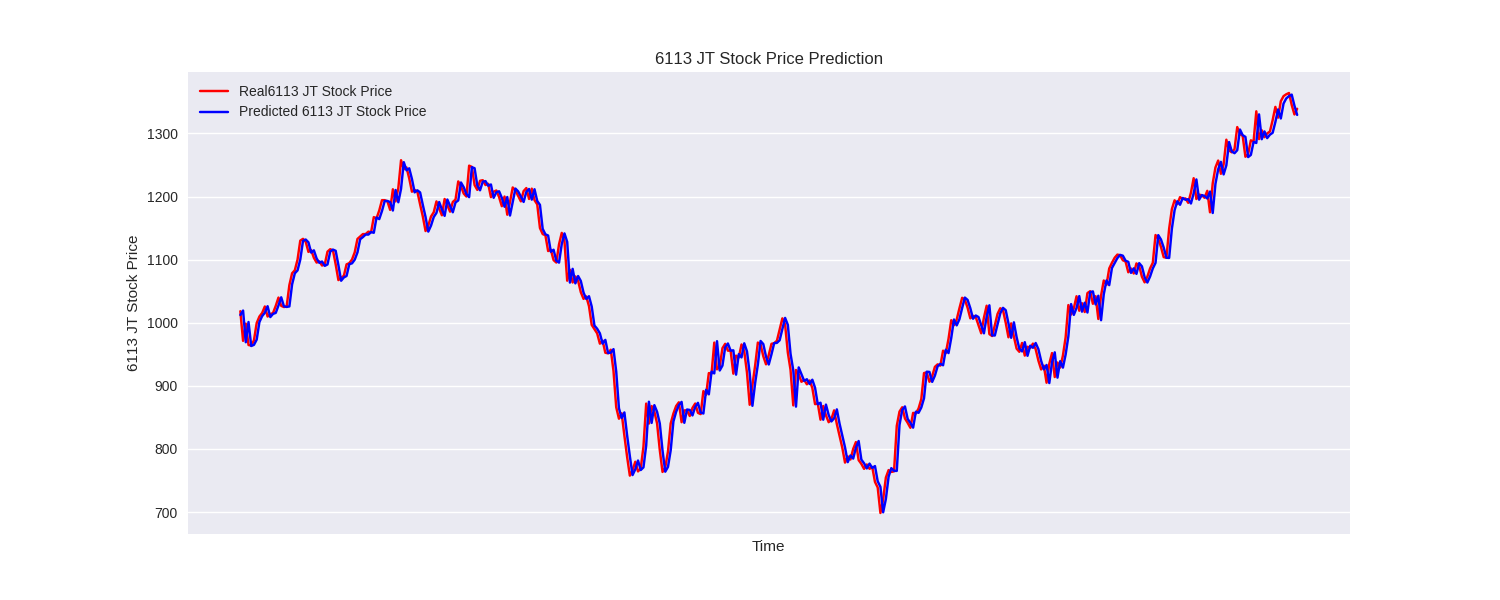 6113 JT Stock Price Prediction
Real6113 JT Stock Price
Predicted 6113 JT Stock Price
1300
1200
1100
1000
900
800
700
6113 JT Stock Price
Time